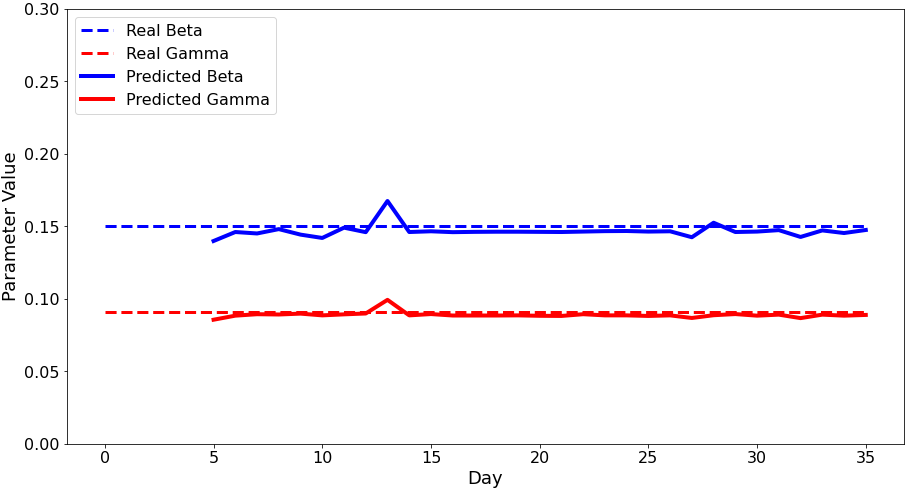 Real Beta
Real Gamma
Predicted Beta
Predicted Gamma
Parameter Value
0.30
0.25
0.20
0.15
0.10
0.05
0.00
0 5 10 15 20 25 30 35
Day